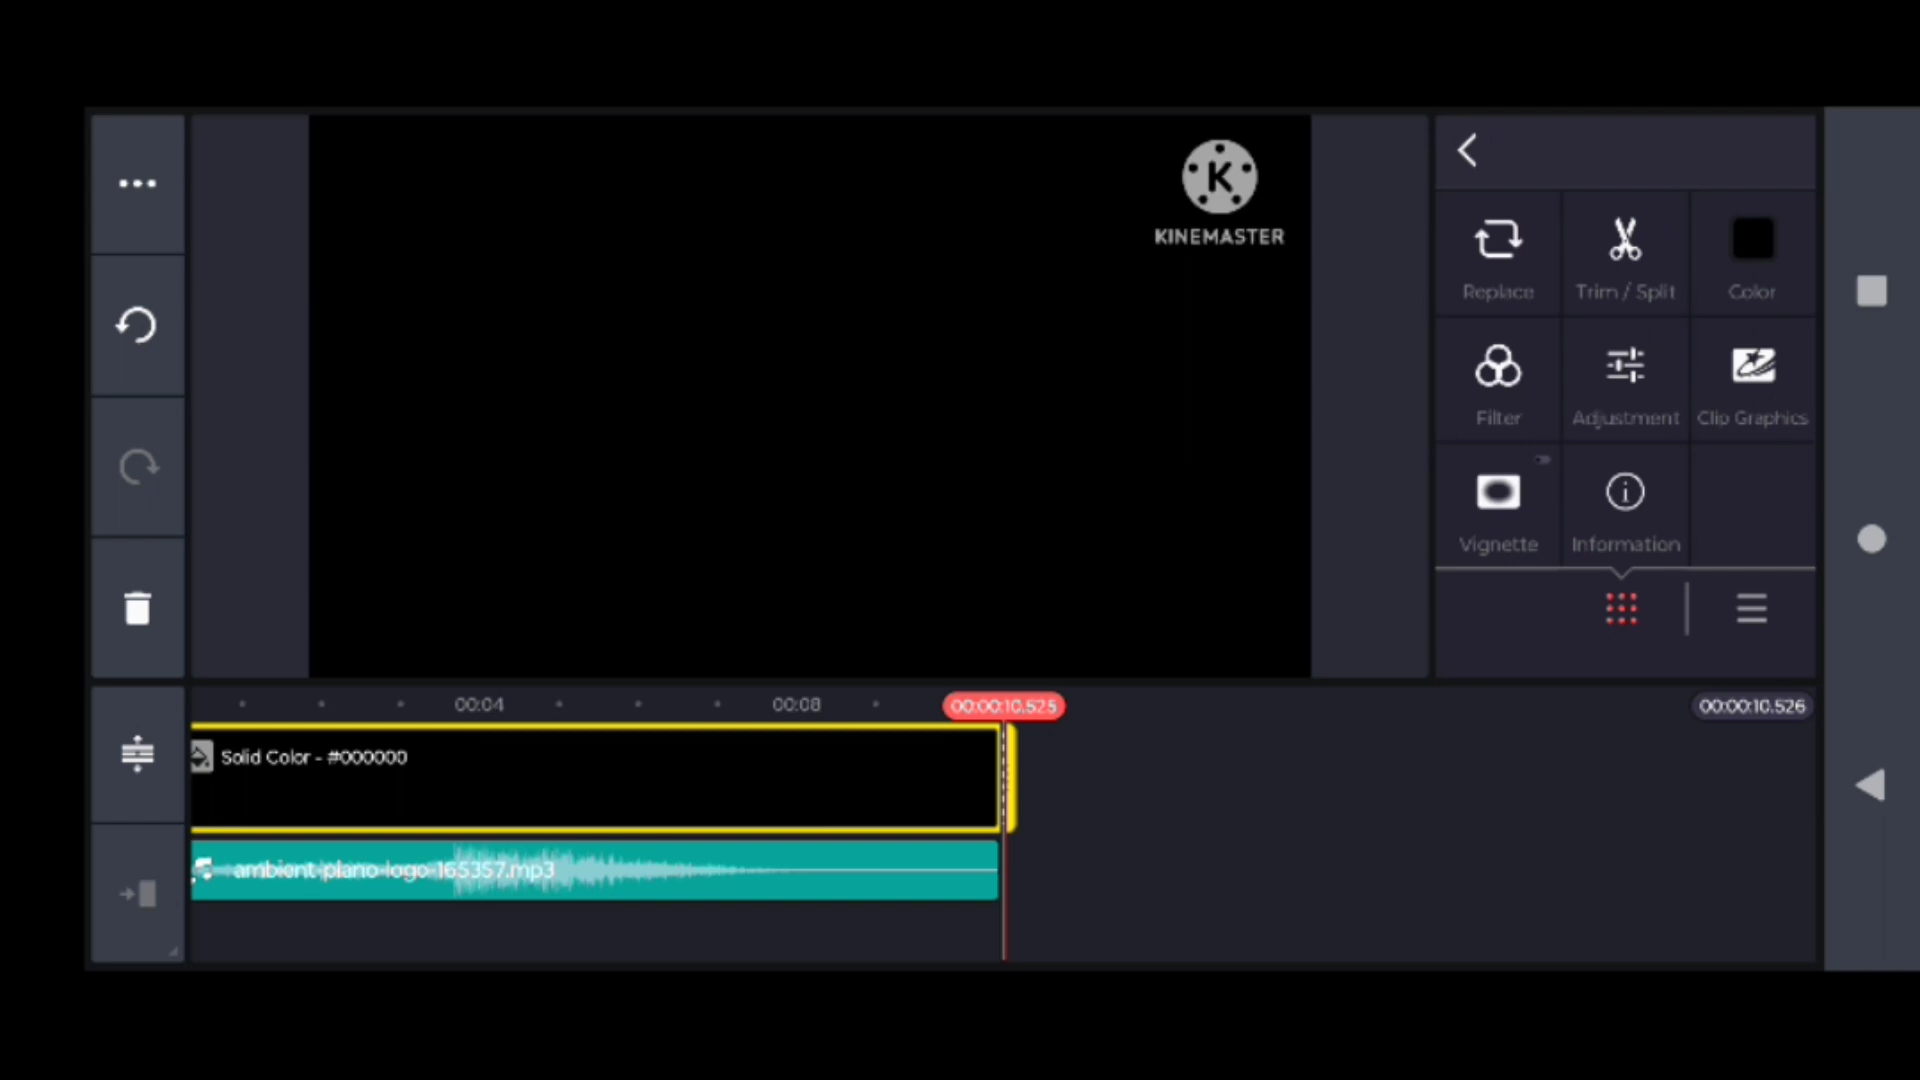 K
KINEMASTER
Replace
Trim / Split
Color
Filter
Adjustment
Clip Graphics
Vignette
Information
00:04
00:08
00:00:10.525
00:00:10.526
Solid Color - #000000
ambient-piano-logo-165357.mp3